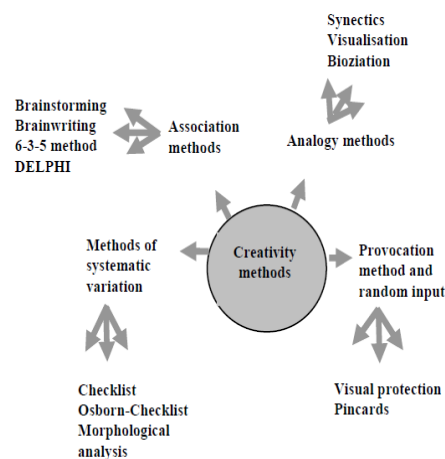 Synectics
Visualisation
Bioziation
Brainstorming
Brainwriting
6-3-5 method
DELPHI
Association
methods
Analogy methods
Methods of
systematic
variation
Creativity
methods
Provocation
method and
random input
Checklist
Osborn-Checklist
Morphological
analysis
Visual protection
Pincards